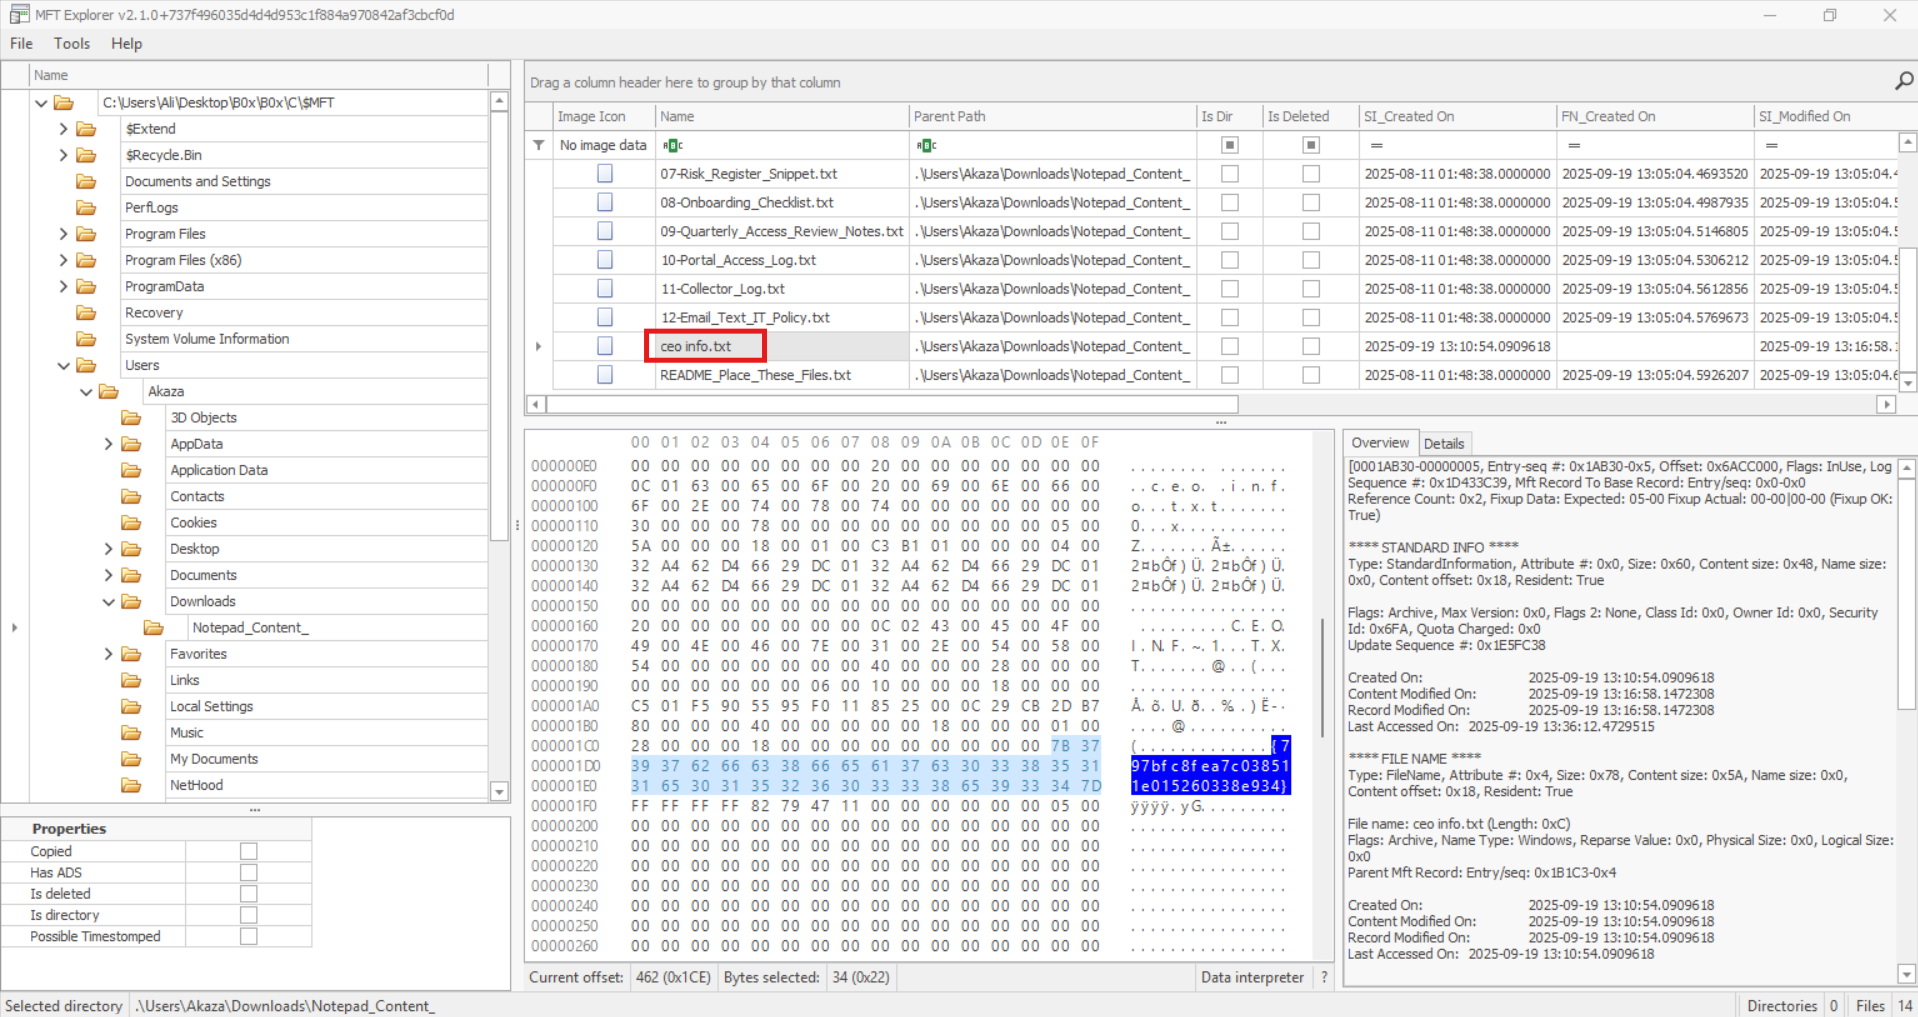 MFT Explorer v2.1.0+737f496035d4d4d953c1f884a970842af3cbcf0d
File Tools Help
Name
C:\Users\Ali\Desktop\B0x\B0x\C\$MFT
$Extend
$Recycle.Bin
Documents and Settings
PerfLogs
Program Files
Program Files (x86)
ProgramData
Recovery
System Volume Information
Users
Akaza
3D Objects
AppData
Application Data
Contacts
Cookies
Desktop
Documents
Downloads
Notepad_Content_
Favorites
Links
Local Settings
Music
My Documents
NetHood
Properties
Copied
Has ADS
Is deleted
Is directory
Possible Timestomped
Drag a column header here to group by that column
Image Icon Name Parent Path Is Dir Is Deleted SI_Created On FN_Created On SI_Modified On
No image data = = =
07-Risk_Register_Snippet.txt .\Users\Akaza\Downloads\Notepad_Content_ 2025-08-11 01:48:38.0000000 2025-09-19 13:05:04.4693520 2025-09-19 13:05:04.4
08-Onboarding_Checklist.txt .\Users\Akaza\Downloads\Notepad_Content_ 2025-08-11 01:48:38.0000000 2025-09-19 13:05:04.4987935 2025-09-19 13:05:04.5
09-Quarterly_Access_Review_Notes.txt .\Users\Akaza\Downloads\Notepad_Content_ 2025-08-11 01:48:38.0000000 2025-09-19 13:05:04.5146805 2025-09-19 13:05:04.5
10-Portal_Access_Log.txt .\Users\Akaza\Downloads\Notepad_Content_ 2025-08-11 01:48:38.0000000 2025-09-19 13:05:04.5306212 2025-09-19 13:05:04.5
11-Collector_Log.txt .\Users\Akaza\Downloads\Notepad_Content_ 2025-08-11 01:48:38.0000000 2025-09-19 13:05:04.5612856 2025-09-19 13:05:04.5
12-Email_Text_IT_Policy.txt .\Users\Akaza\Downloads\Notepad_Content_ 2025-08-11 01:48:38.0000000 2025-09-19 13:05:04.5769673 2025-09-19 13:05:04.5
ceo info.txt .\Users\Akaza\Downloads\Notepad_Content_ 2025-09-19 13:10:54.0909618 2025-09-19 13:16:58.1
README_Place_These_Files.txt .\Users\Akaza\Downloads\Notepad_Content_ 2025-08-11 01:48:38.0000000 2025-09-19 13:05:04.5926207 2025-09-19 13:05:04.6
00 01 02 03 04 05 06 07 08 09 0A 0B 0C 0D 0E 0F
000000E0 00 00 00 00 00 00 00 00 20 00 00 00 00 00 00 00 ........ .......
000000F0 0C 01 63 00 65 00 6F 00 20 00 69 00 6E 00 66 00 ..c.e.o. .i.n.f.
00000100 6F 00 2E 00 74 00 78 00 74 00 00 00 00 00 00 00 o...t.x.t.......
00000110 30 00 00 00 78 00 00 00 00 00 00 00 00 00 05 00 0...x...........
00000120 5A 00 00 00 18 00 01 00 C3 B1 01 00 00 00 04 00 Z.......Ã±......
00000130 32 A4 62 D4 66 29 DC 01 32 A4 62 D4 66 29 DC 01 2¤bÔf)Ü.2¤bÔf)Ü.
00000140 32 A4 62 D4 66 29 DC 01 32 A4 62 D4 66 29 DC 01 2¤bÔf)Ü.2¤bÔf)Ü.
00000150 00 00 00 00 00 00 00 00 00 00 00 00 00 00 00 00 ................
00000160 20 00 00 00 00 00 00 00 0C 02 43 00 45 00 4F 00 .........C.E.O.
00000170 49 00 4E 00 46 00 7E 00 31 00 2E 00 54 00 58 00 I.N.F.~.1...T.X.
00000180 54 00 00 00 00 00 00 00 40 00 00 00 28 00 00 00 T.......@...(...
00000190 00 00 00 00 00 00 06 00 10 00 00 00 18 00 00 00 ................
000001A0 C5 01 F5 90 55 95 F0 11 85 25 00 0C 29 CB 2D B7 Å.õ.U.ð..%..)Ë-·
000001B0 80 00 00 00 40 00 00 00 00 00 18 00 00 00 01 00 ....@...........
000001C0 28 00 00 00 18 00 00 00 00 00 00 00 00 00 7B 37 (.............{7
000001D0 39 37 62 66 63 38 66 65 61 37 63 30 33 38 35 31 97bfc8fea7c03851
000001E0 31 65 30 31 35 32 36 30 33 33 38 65 39 33 34 7D 1e015260338e934}
000001F0 FF FF FF FF 82 79 47 11 00 00 00 00 00 00 05 00 ÿÿÿÿ.yG.........
00000200 00 00 00 00 00 00 00 00 00 00 00 00 00 00 00 00 ................
00000210 00 00 00 00 00 00 00 00 00 00 00 00 00 00 00 00 ................
00000220 00 00 00 00 00 00 00 00 00 00 00 00 00 00 00 00 ................
00000230 00 00 00 00 00 00 00 00 00 00 00 00 00 00 00 00 ................
00000240 00 00 00 00 00 00 00 00 00 00 00 00 00 00 00 00 ................
00000250 00 00 00 00 00 00 00 00 00 00 00 00 00 00 00 00 ................
00000260 00 00 00 00 00 00 00 00 00 00 00 00 00 00 00 00 ................
Current offset: 462 (0x1CE) Bytes selected: 34 (0x22) Data interpreter ?
Overview Details
[0001AB30-00000005, Entry-seq #: 0x1AB30-0x5, Offset: 0x6ACC000, Flags: InUse, Log
Sequence #: 0x1D433C39, Mft Record To Base Record: Entry/seq: 0x0-0x0
Reference Count: 0x2, Fixup Data: Expected: 05-00 Fixup Actual: 00-00|00-00 (Fixup OK:
True)
**** STANDARD INFO ****
Type: StandardInformation, Attribute #: 0x0, Size: 0x60, Content size: 0x48, Name size:
0x0, Content offset: 0x18, Resident: True
Flags: Archive, Max Version: 0x0, Flags 2: None, Class Id: 0x0, Owner Id: 0x0, Security
Id: 0x6FA, Quota Charged: 0x0
Update Sequence #: 0x1E5FC38
Created On: 2025-09-19 13:10:54.0909618
Content Modified On: 2025-09-19 13:16:58.1472308
Record Modified On: 2025-09-19 13:16:58.1472308
Last Accessed On: 2025-09-19 13:36:12.4729515
**** FILE NAME ****
Type: FileName, Attribute #: 0x4, Size: 0x78, Content size: 0x5A, Name size: 0x0,
Content offset: 0x18, Resident: True
File name: ceo info.txt (Length: 0xC)
Flags: Archive, Name Type: Windows, Reparse Value: 0x0, Physical Size: 0x0, Logical Size:
0x0
Parent Mft Record: Entry/seq: 0x1B1C3-0x4
Created On: 2025-09-19 13:10:54.0909618
Content Modified On: 2025-09-19 13:10:54.0909618
Record Modified On: 2025-09-19 13:10:54.0909618
Last Accessed On: 2025-09-19 13:10:54.0909618
Selected directory .\Users\Akaza\Downloads\Notepad_Content_ Directories 0 Files 14